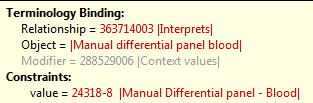 Terminology Binding:
Relationship = 363714003 |Interprets|
Object = |Manual differential panel blood|
Modifier = 288529006 |Context values|
Constraints:
value = 24318-8 |Manual Differential panel - Blood|